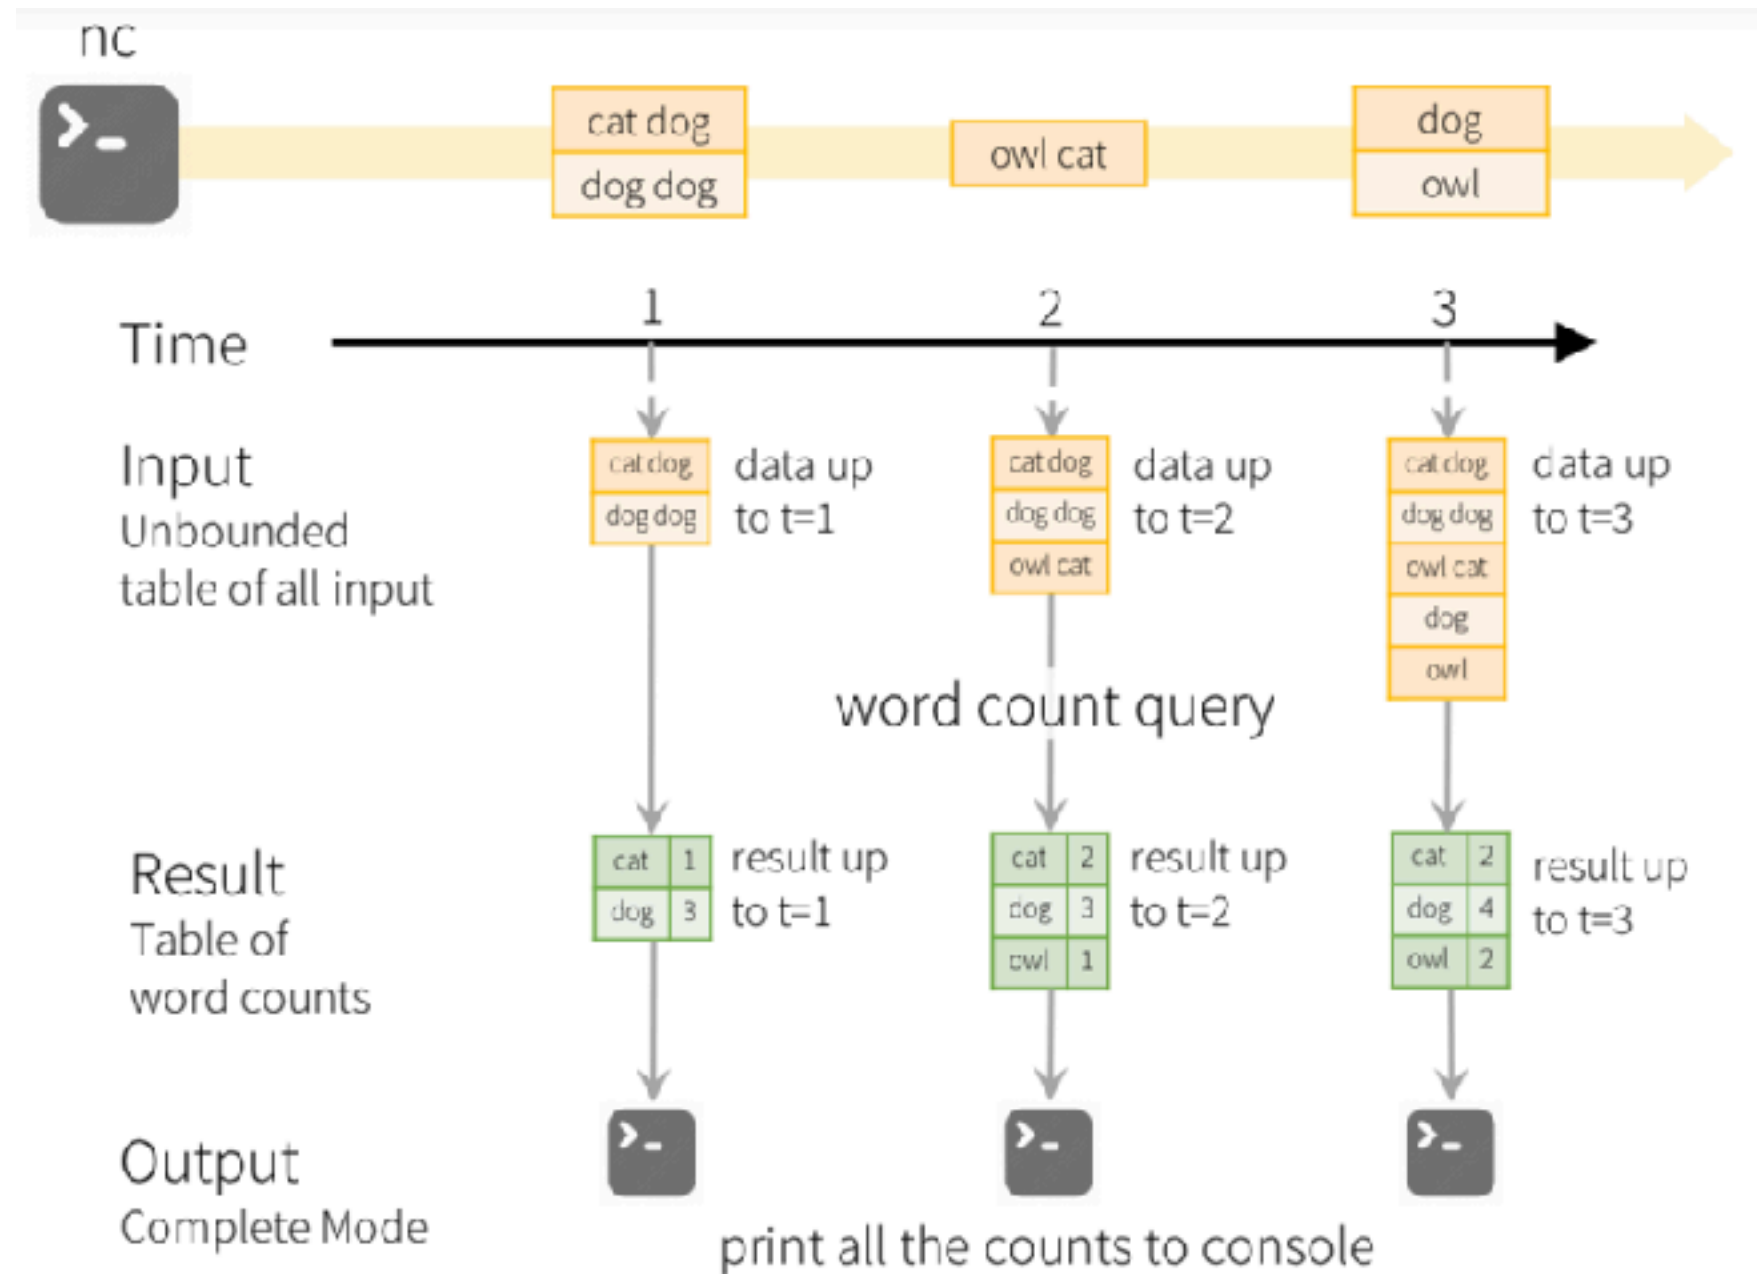 nc
cat dog
dog dog
owl cat
dog
owl
Time
1
2
3
Input
Unbounded
table of all input
cat dog
dog dog
data up
to t=1
cat dog
dog dog
owl cat
data up
to t=2
cat dog
dog dog
owl cat
dog
owl
data up
to t=3
word count query
Result
Table of
word counts
cat 1
dog 3
result up
to t=1
cat 2
dog 3
owl 1
result up
to t=2
cat 2
dog 4
owl 2
result up
to t=3
Output
Complete Mode
print all the counts to console